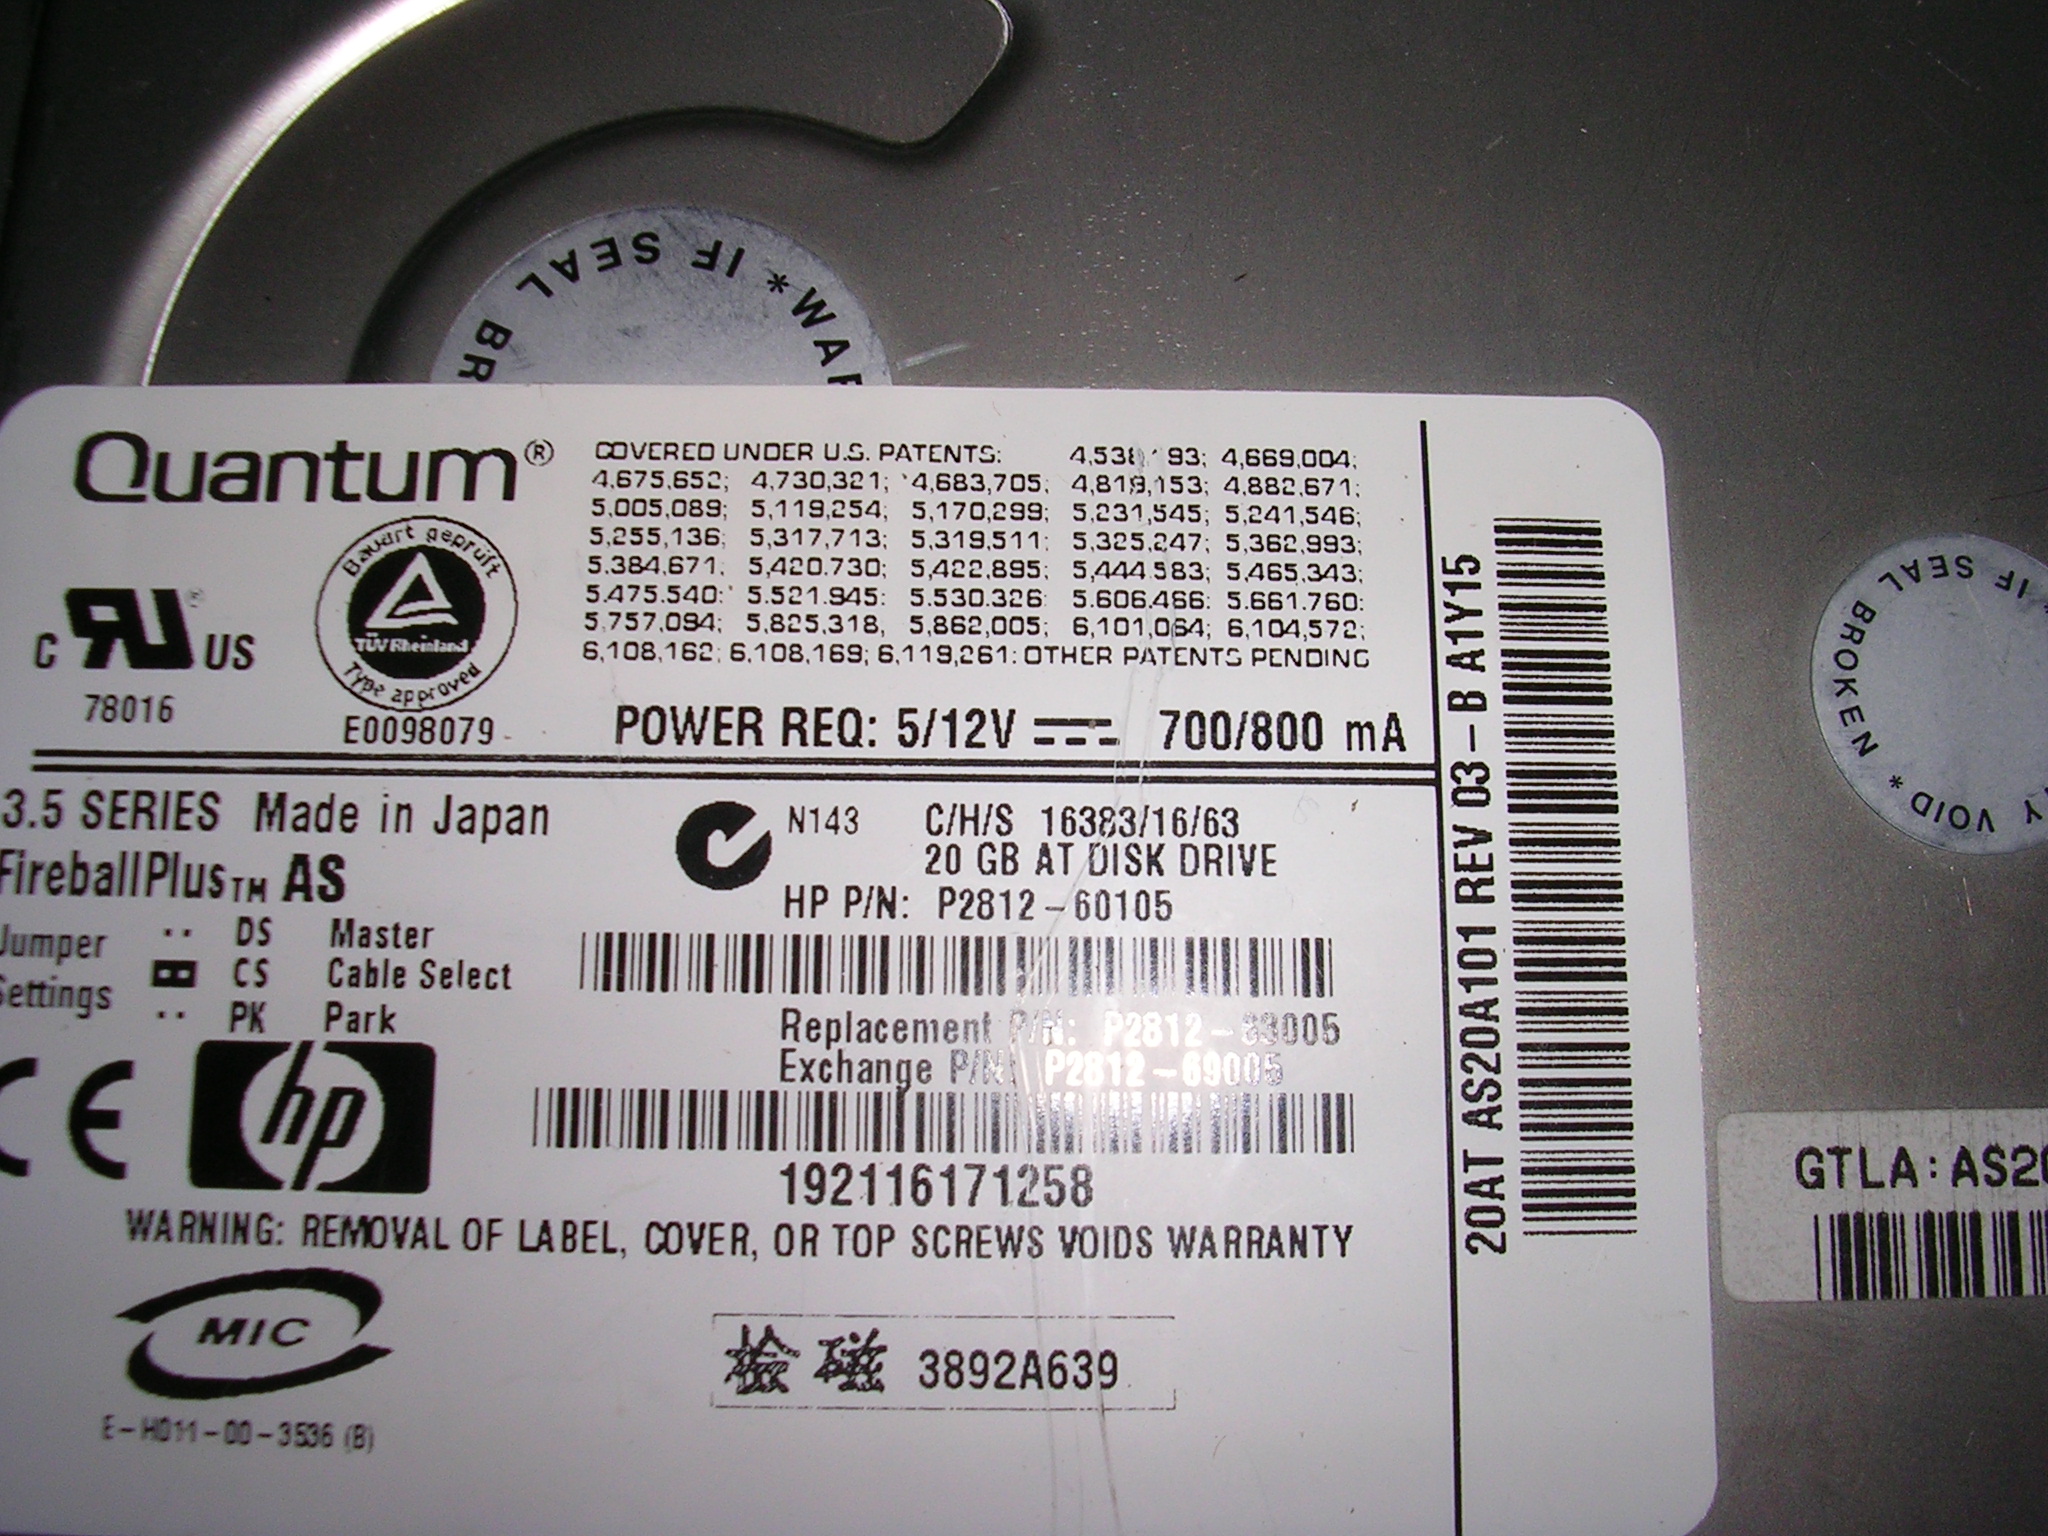 * IF SEAL BR
WAR
Quantum®
COVERED UNDER U.S. PATENTS: 4,669,004;
4,675,652; 4,730,321; 4,683,705; 4,819,153; 4,882,671;
5,005,089; 5,119,254; 5,170,299; 5,231,545; 5,241,546;
5,255,136; 5,317,713; 5,319,511; 5,325,247; 5,362,993;
5,384,671; 5,420,730; 5,422,895; 5,444,583; 5,465,343;
5,475,540; 5,521,945; 5,530,326; 5,606,466; 5,661,760;
5,757,094; 5,825,318, 5,862,005; 6,101,064; 6,104,572;
6,108,162; 6,108,169; 6,119,261: OTHER PATENTS PENDING
C RU® US
78016
Bauart geprüft
TÜV Rheinland
Type approved
E0098079
POWER REQ: 5/12V 700/800 mA
3.5 SERIES Made in Japan
FireballPlus™ AS
N143
C/H/S 16383/16/63
20 GB AT DISK DRIVE
HP P/N: P2812-60105
Jumper Settings
DS Master
CS Cable Select
PK Park
Replacement P/N: P2812-63005
Exchange P/N: P2812-69005
CE
hp
192116171258
WARNING: REMOVAL OF LABEL, COVER, OR TOP SCREWS VOIDS WARRANTY
MIC
E-H011-00-3536 (B)
3892A639
20AT AS20A101 REV 03-B A1Y15
* IF SEAL BROKEN *
Y VOID
GTLA:AS20